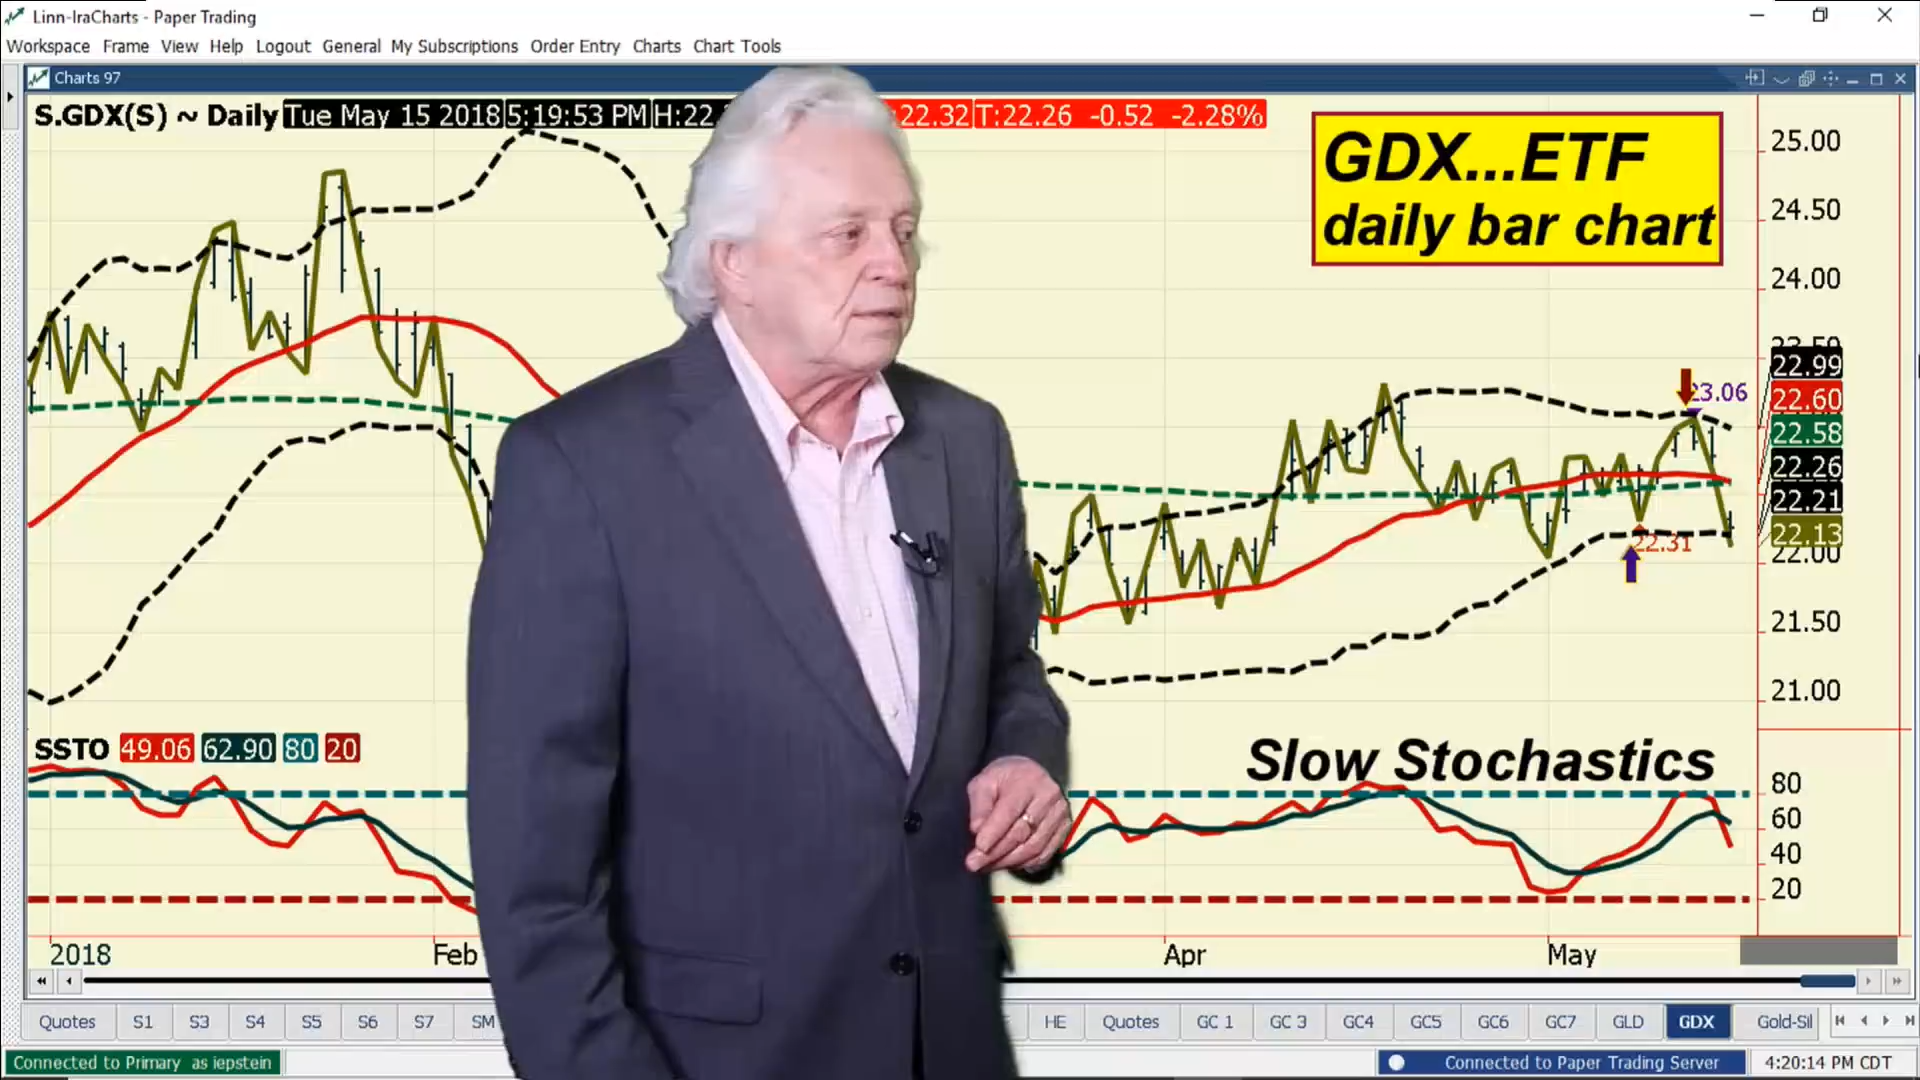 Linn-IraCharts - Paper Trading
Workspace Frame View Help Logout General My Subscriptions Order Entry Charts Chart Tools
Charts 97
S.GDX(S) ~ Daily Tue May 15 2018 5:19:53 PM H:22. 22.32 T:22.26 -0.52 -2.28%
GDX...ETF
daily bar chart
25.00
24.50
24.00
22.99
23.06
22.60
22.58
22.26
22.21
22.13
22.31
22.00
21.50
21.00
SSTO 49.06 62.90 80 20
Slow Stochastics
80
60
40
20
2018 Feb Apr May
Quotes S1 S3 S4 S5 S6 S7 SM HE Quotes GC 1 GC 3 GC4 GC5 GC6 GC7 GLD GDX Gold-Sil
Connected to Primary as iepstein Connected to Paper Trading Server 4:20:14 PM CDT